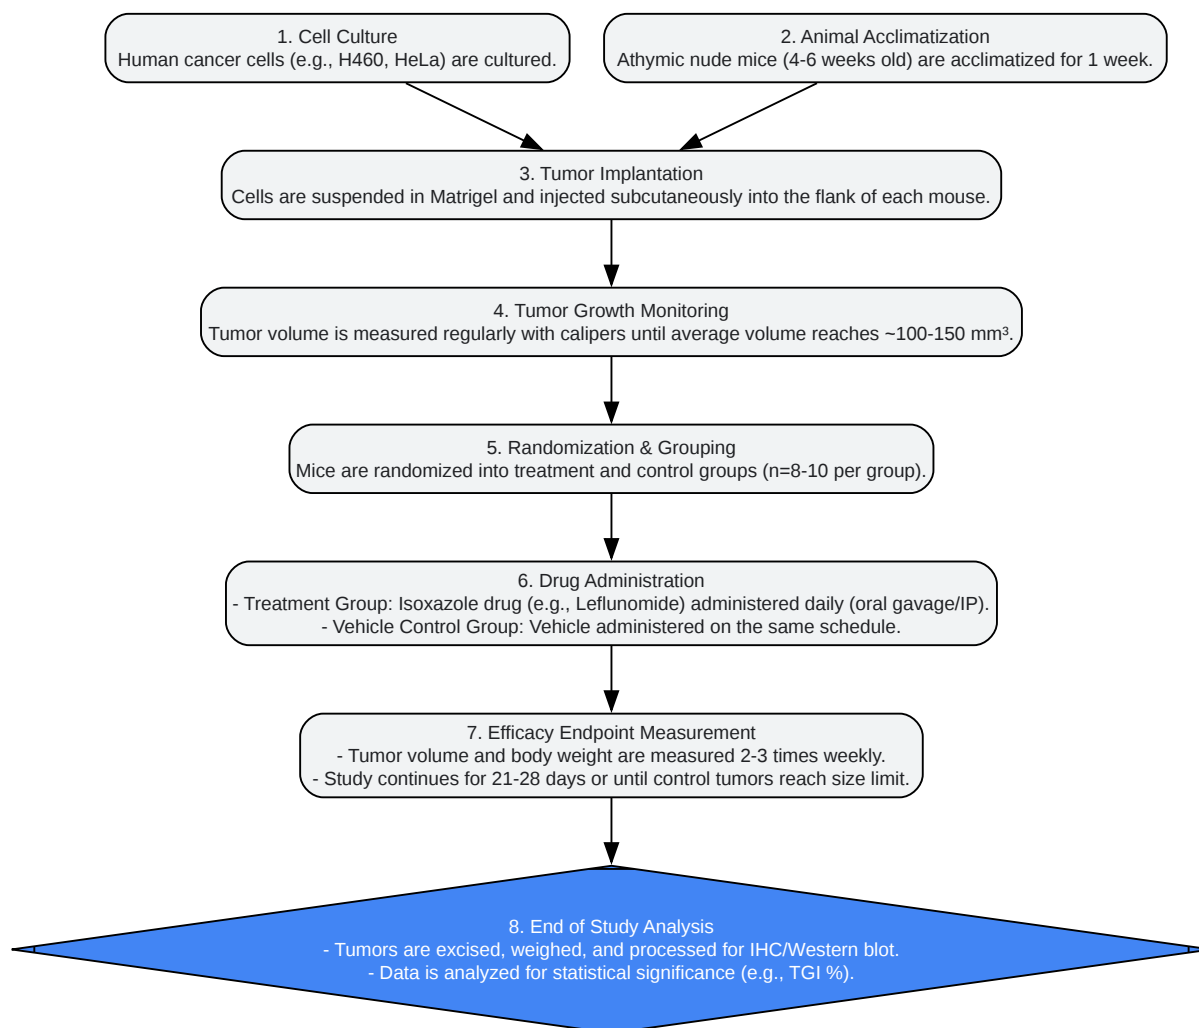 1. Cell Culture
Human cancer cells (e.g., H460, HeLa) are cultured.
2. Animal Acclimatization
Athymic nude mice (4-6 weeks old) are acclimatized for 1 week.
3. Tumor Implantation
Cells are suspended in Matrigel and injected subcutaneously into the flank of each mouse.
4. Tumor Growth Monitoring
Tumor volume is measured regularly with calipers until average volume reaches ~100-150 mm³.
5. Randomization & Grouping
Mice are randomized into treatment and control groups (n=8-10 per group).
6. Drug Administration
- Treatment Group: Isoxazole drug (e.g., Leflunomide) administered daily (oral gavage/IP).
- Vehicle Control Group: Vehicle administered on the same schedule.
7. Efficacy Endpoint Measurement
- Tumor volume and body weight are measured 2-3 times weekly.
- Study continues for 21-28 days or until control tumors reach size limit.
8. End of Study Analysis
- Tumors are excised, weighed, and processed for IHC/Western blot.
- Data is analyzed for statistical significance (e.g., TGI %).